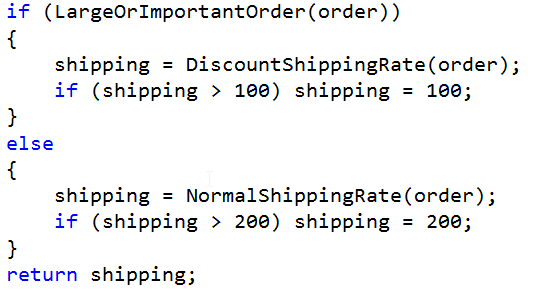 if (LargeOrImportantOrder(order))
{
    shipping = DiscountShippingRate(order);
    if (shipping > 100) shipping = 100;
}
else
{
    shipping = NormalShippingRate(order);
    if (shipping > 200) shipping = 200;
}
return shipping;